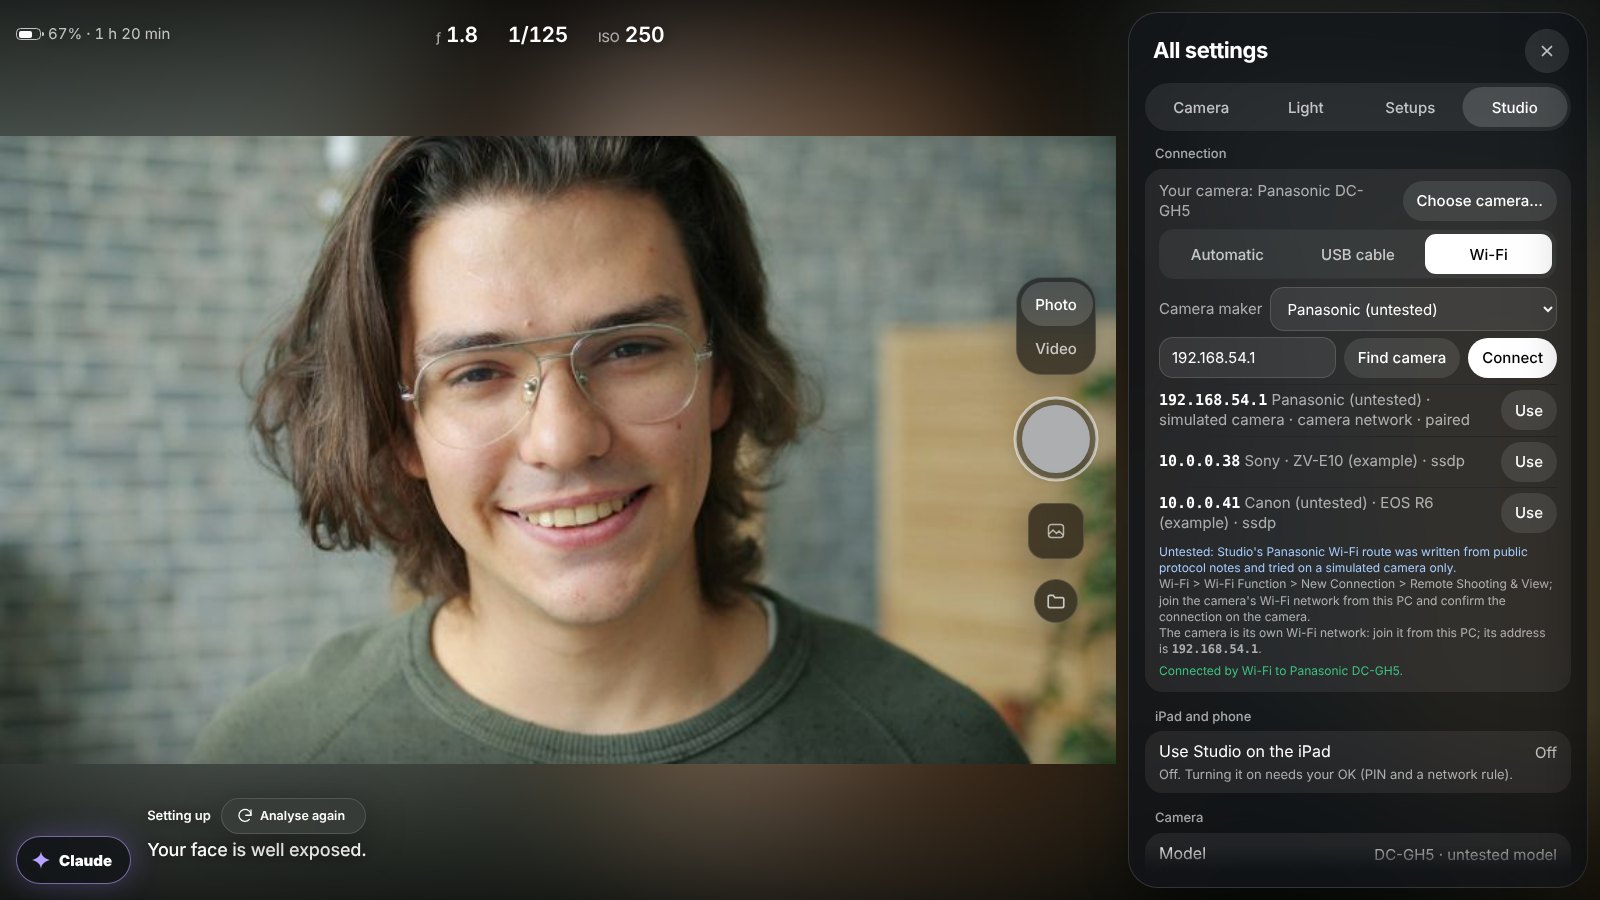 67% · 1 h 20 min
ƒ 1.8 1/125 ISO 250
Photo
Video
Setting up
Analyse again
Your face is well exposed.
Claude
All settings
Camera Light Setups Studio
Connection
Your camera: Panasonic DC-
GH5
Choose camera...
Automatic USB cable Wi-Fi
Camera maker Panasonic (untested)
192.168.54.1 Find camera Connect
192.168.54.1 Panasonic (untested) ·
simulated camera · camera network · paired
Use
10.0.0.38 Sony · ZV-E10 (example) · ssdp
Use
10.0.0.41 Canon (untested) · EOS R6
(example) · ssdp
Use
Untested: Studio's Panasonic Wi-Fi route was written from public
protocol notes and tried on a simulated camera only.
Wi-Fi > Wi-Fi Function > New Connection > Remote Shooting & View;
join the camera's Wi-Fi network from this PC and confirm the
connection on the camera.
The camera is its own Wi-Fi network: join it from this PC; its address
is 192.168.54.1.
Connected by Wi-Fi to Panasonic DC-GH5.
iPad and phone
Use Studio on the iPad Off
Off. Turning it on needs your OK (PIN and a network rule).
Camera
Model DC-GH5 · untested model